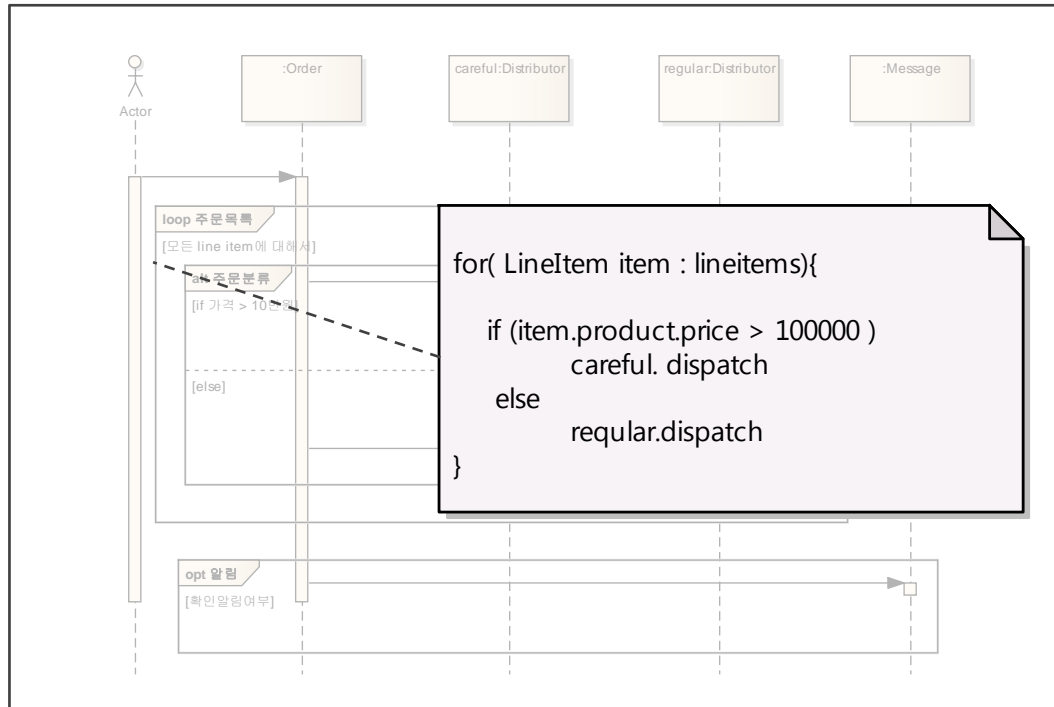 :Order
careful:Distributor
regular:Distributor
:Message
Actor
loop 주문목록
[모든 line item에 대해서]
alt 주문분류
[if 가격 > 10만원]
[else]
for( LineItem item : lineitems){
if (item.product.price > 100000 )
careful. dispatch
else
reqular.dispatch
}
opt 알림
[확인알림여부]